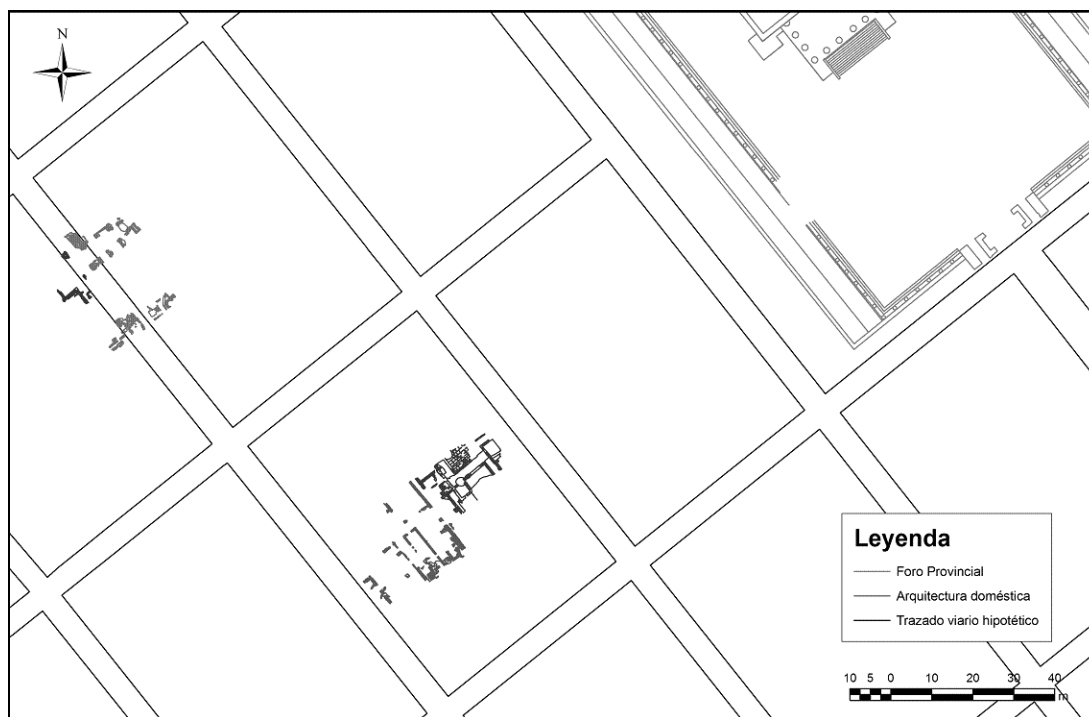 N
Leyenda
Foro Provincial
Arquitectura doméstica
Trazado viario hipotético
10 5 0 10 20 30 40
m